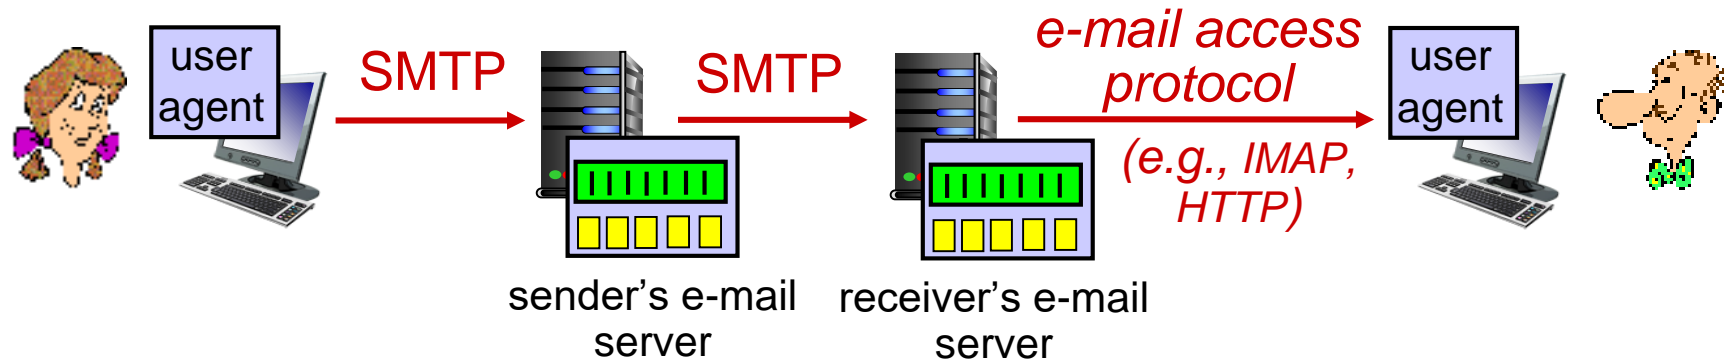 user
agent
SMTP
SMTP
e-mail access
protocol
(e.g., IMAP,
HTTP)
user
agent
sender’s e-mail
server
receiver’s e-mail
server